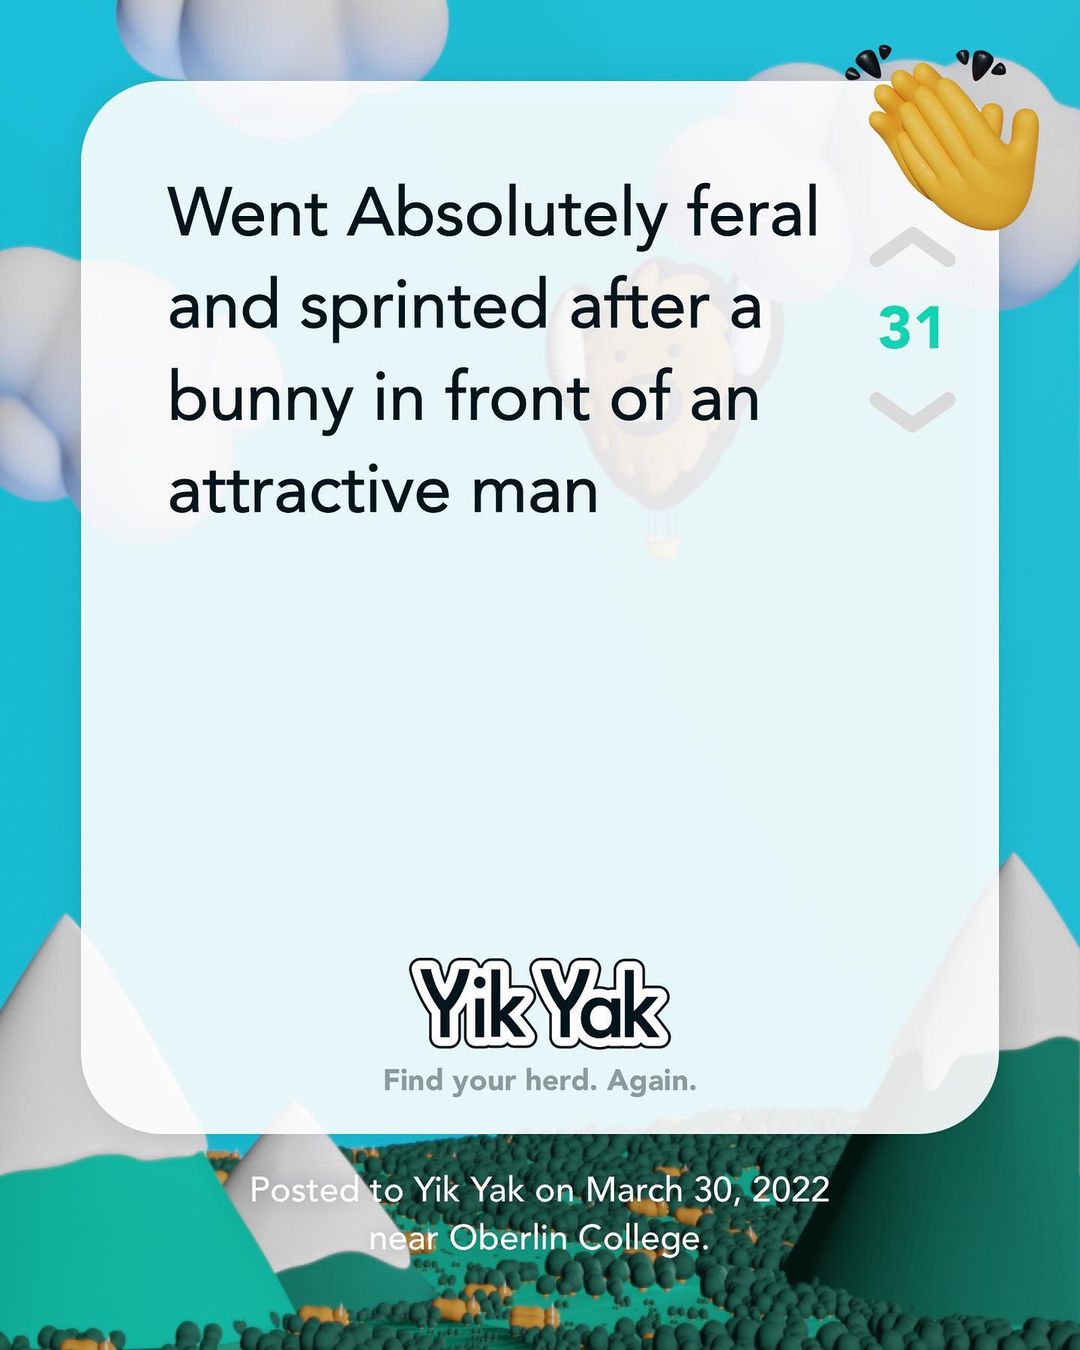 Went Absolutely feral
and sprinted after a
bunny in front of an
attractive man
31
Yik Yak
Find your herd. Again.
Posted to Yik Yak on March 30, 2022
near Oberlin College.